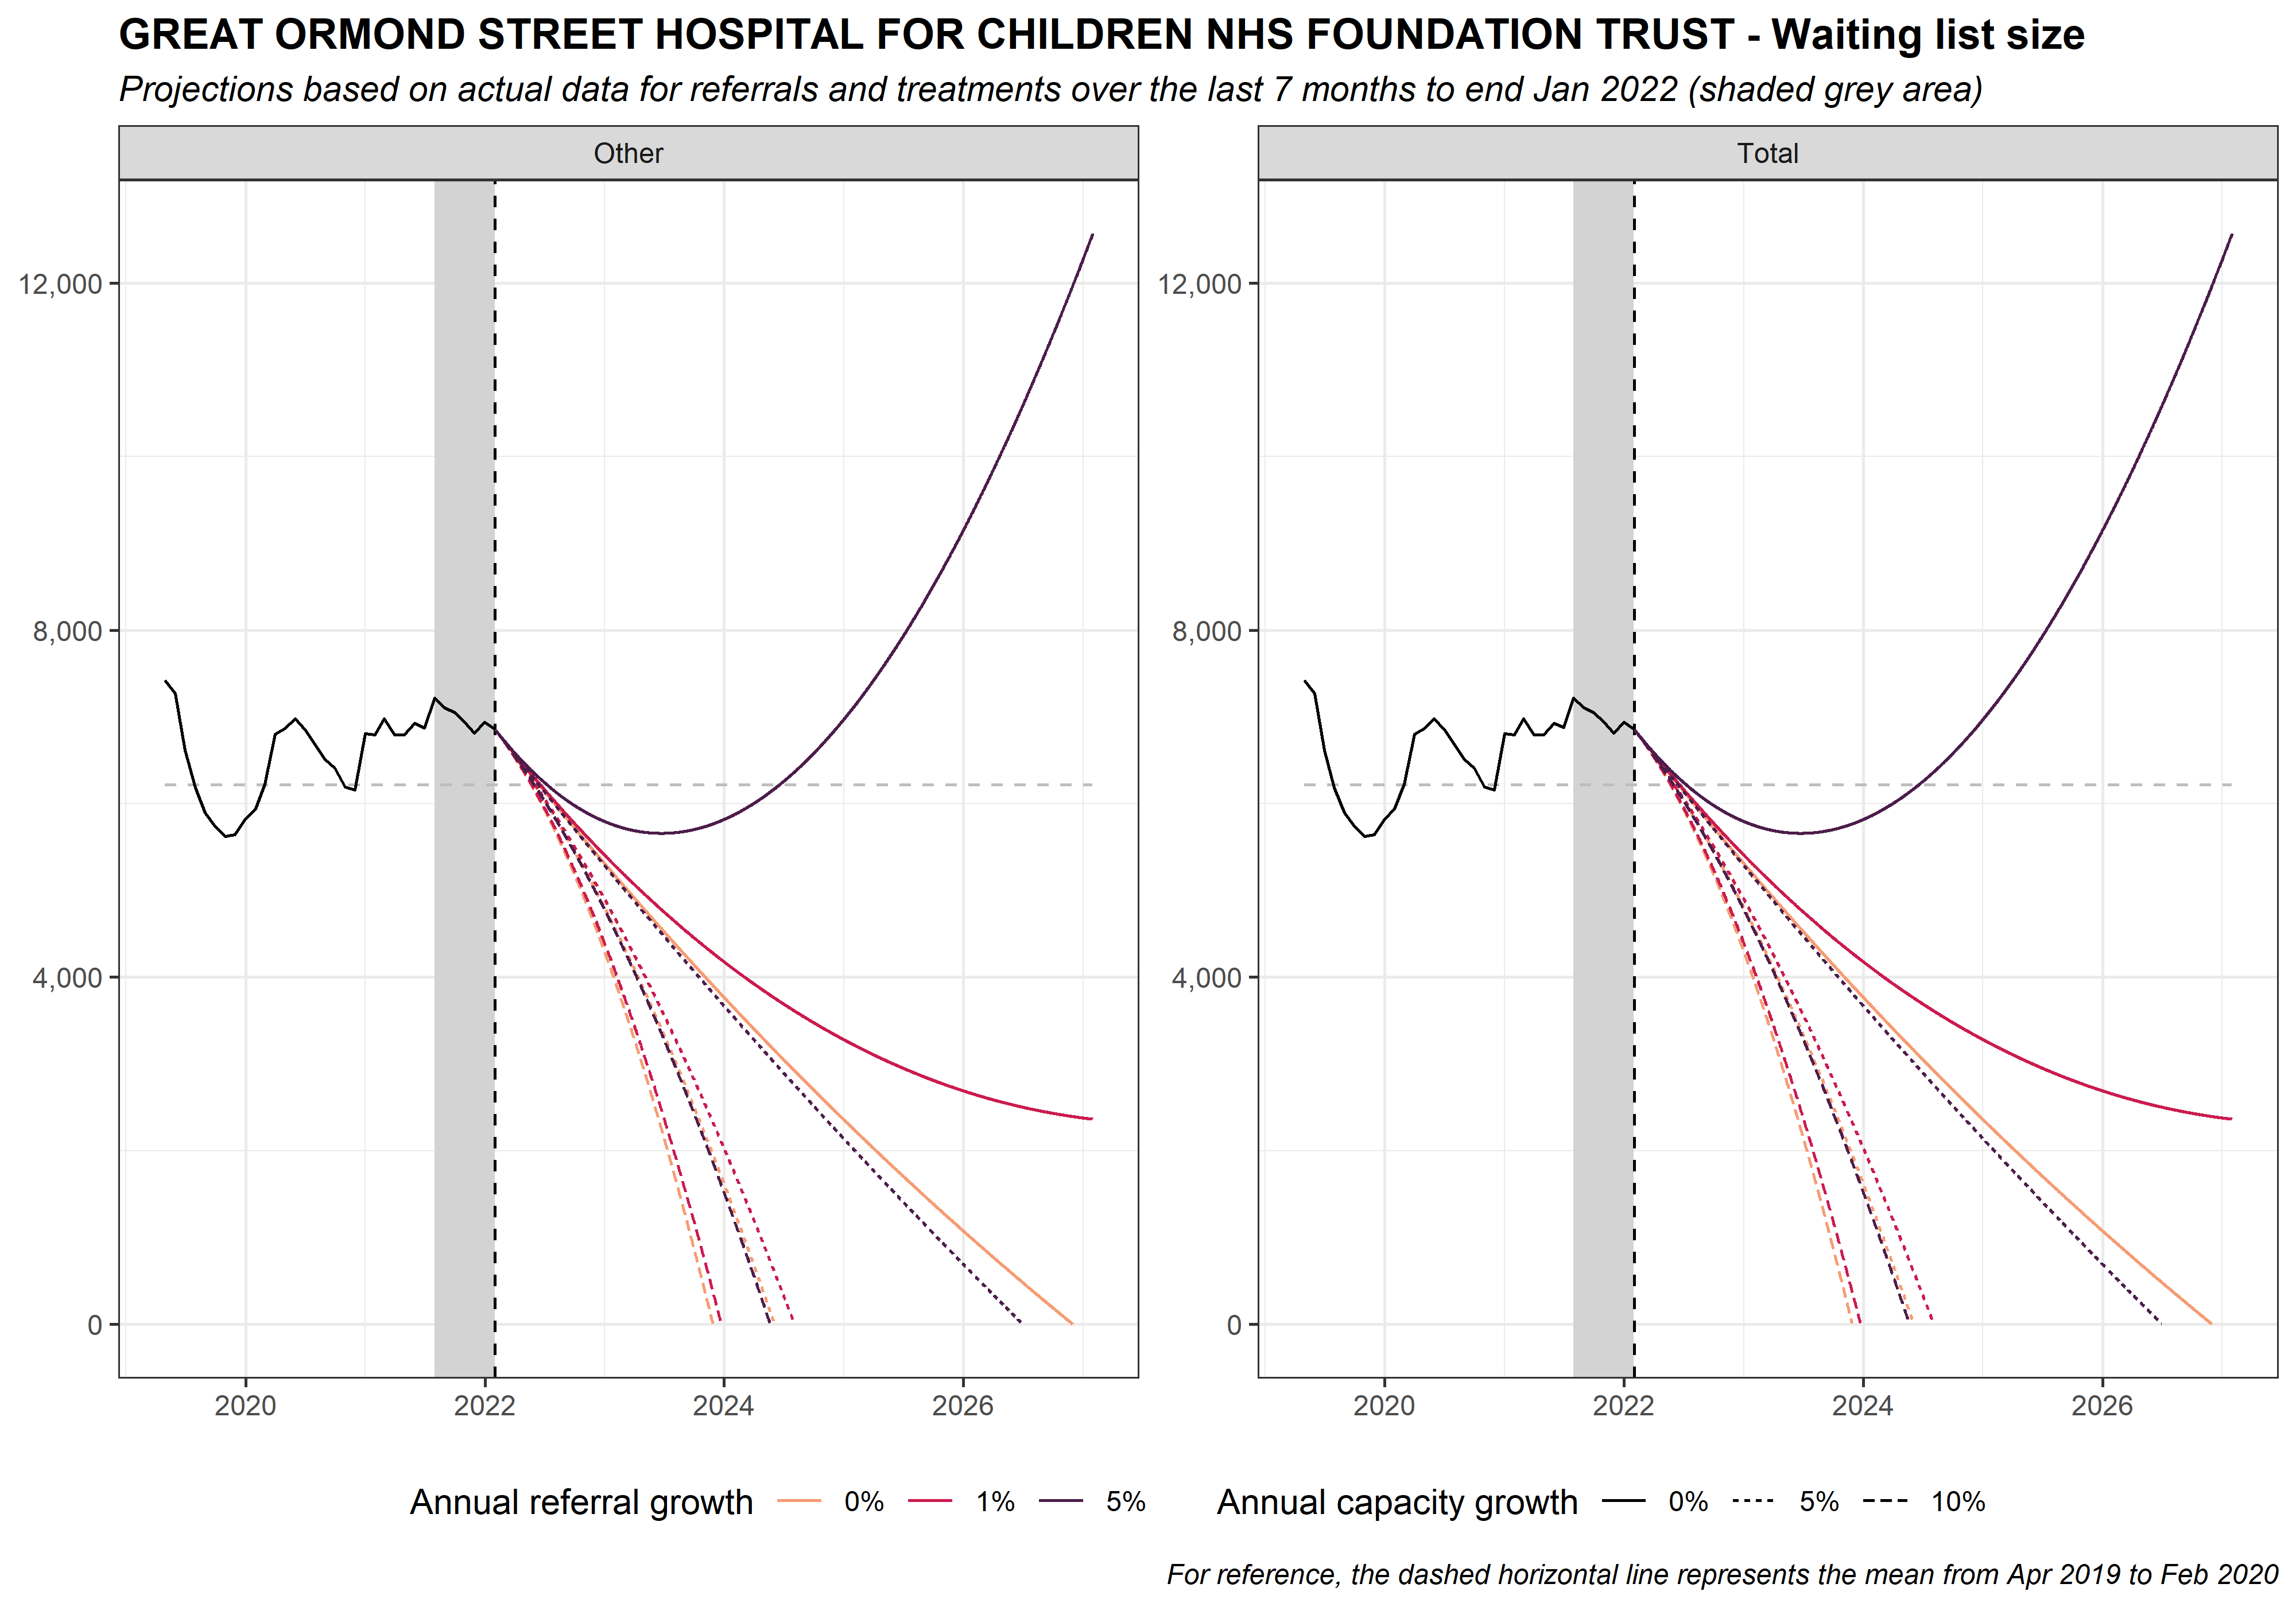 GREAT ORMOND STREET HOSPITAL FOR CHILDREN NHS FOUNDATION TRUST - Waiting list size
Projections based on actual data for referrals and treatments over the last 7 months to end Jan 2022 (shaded grey area)
Other
Total
12,000
8,000
4,000
0
12,000
8,000
4,000
0
2020 2022 2024 2026
2020 2022 2024 2026
Annual referral growth 0% 1% 5%
Annual capacity growth 0% 5% 10%
For reference, the dashed horizontal line represents the mean from Apr 2019 to Feb 2020